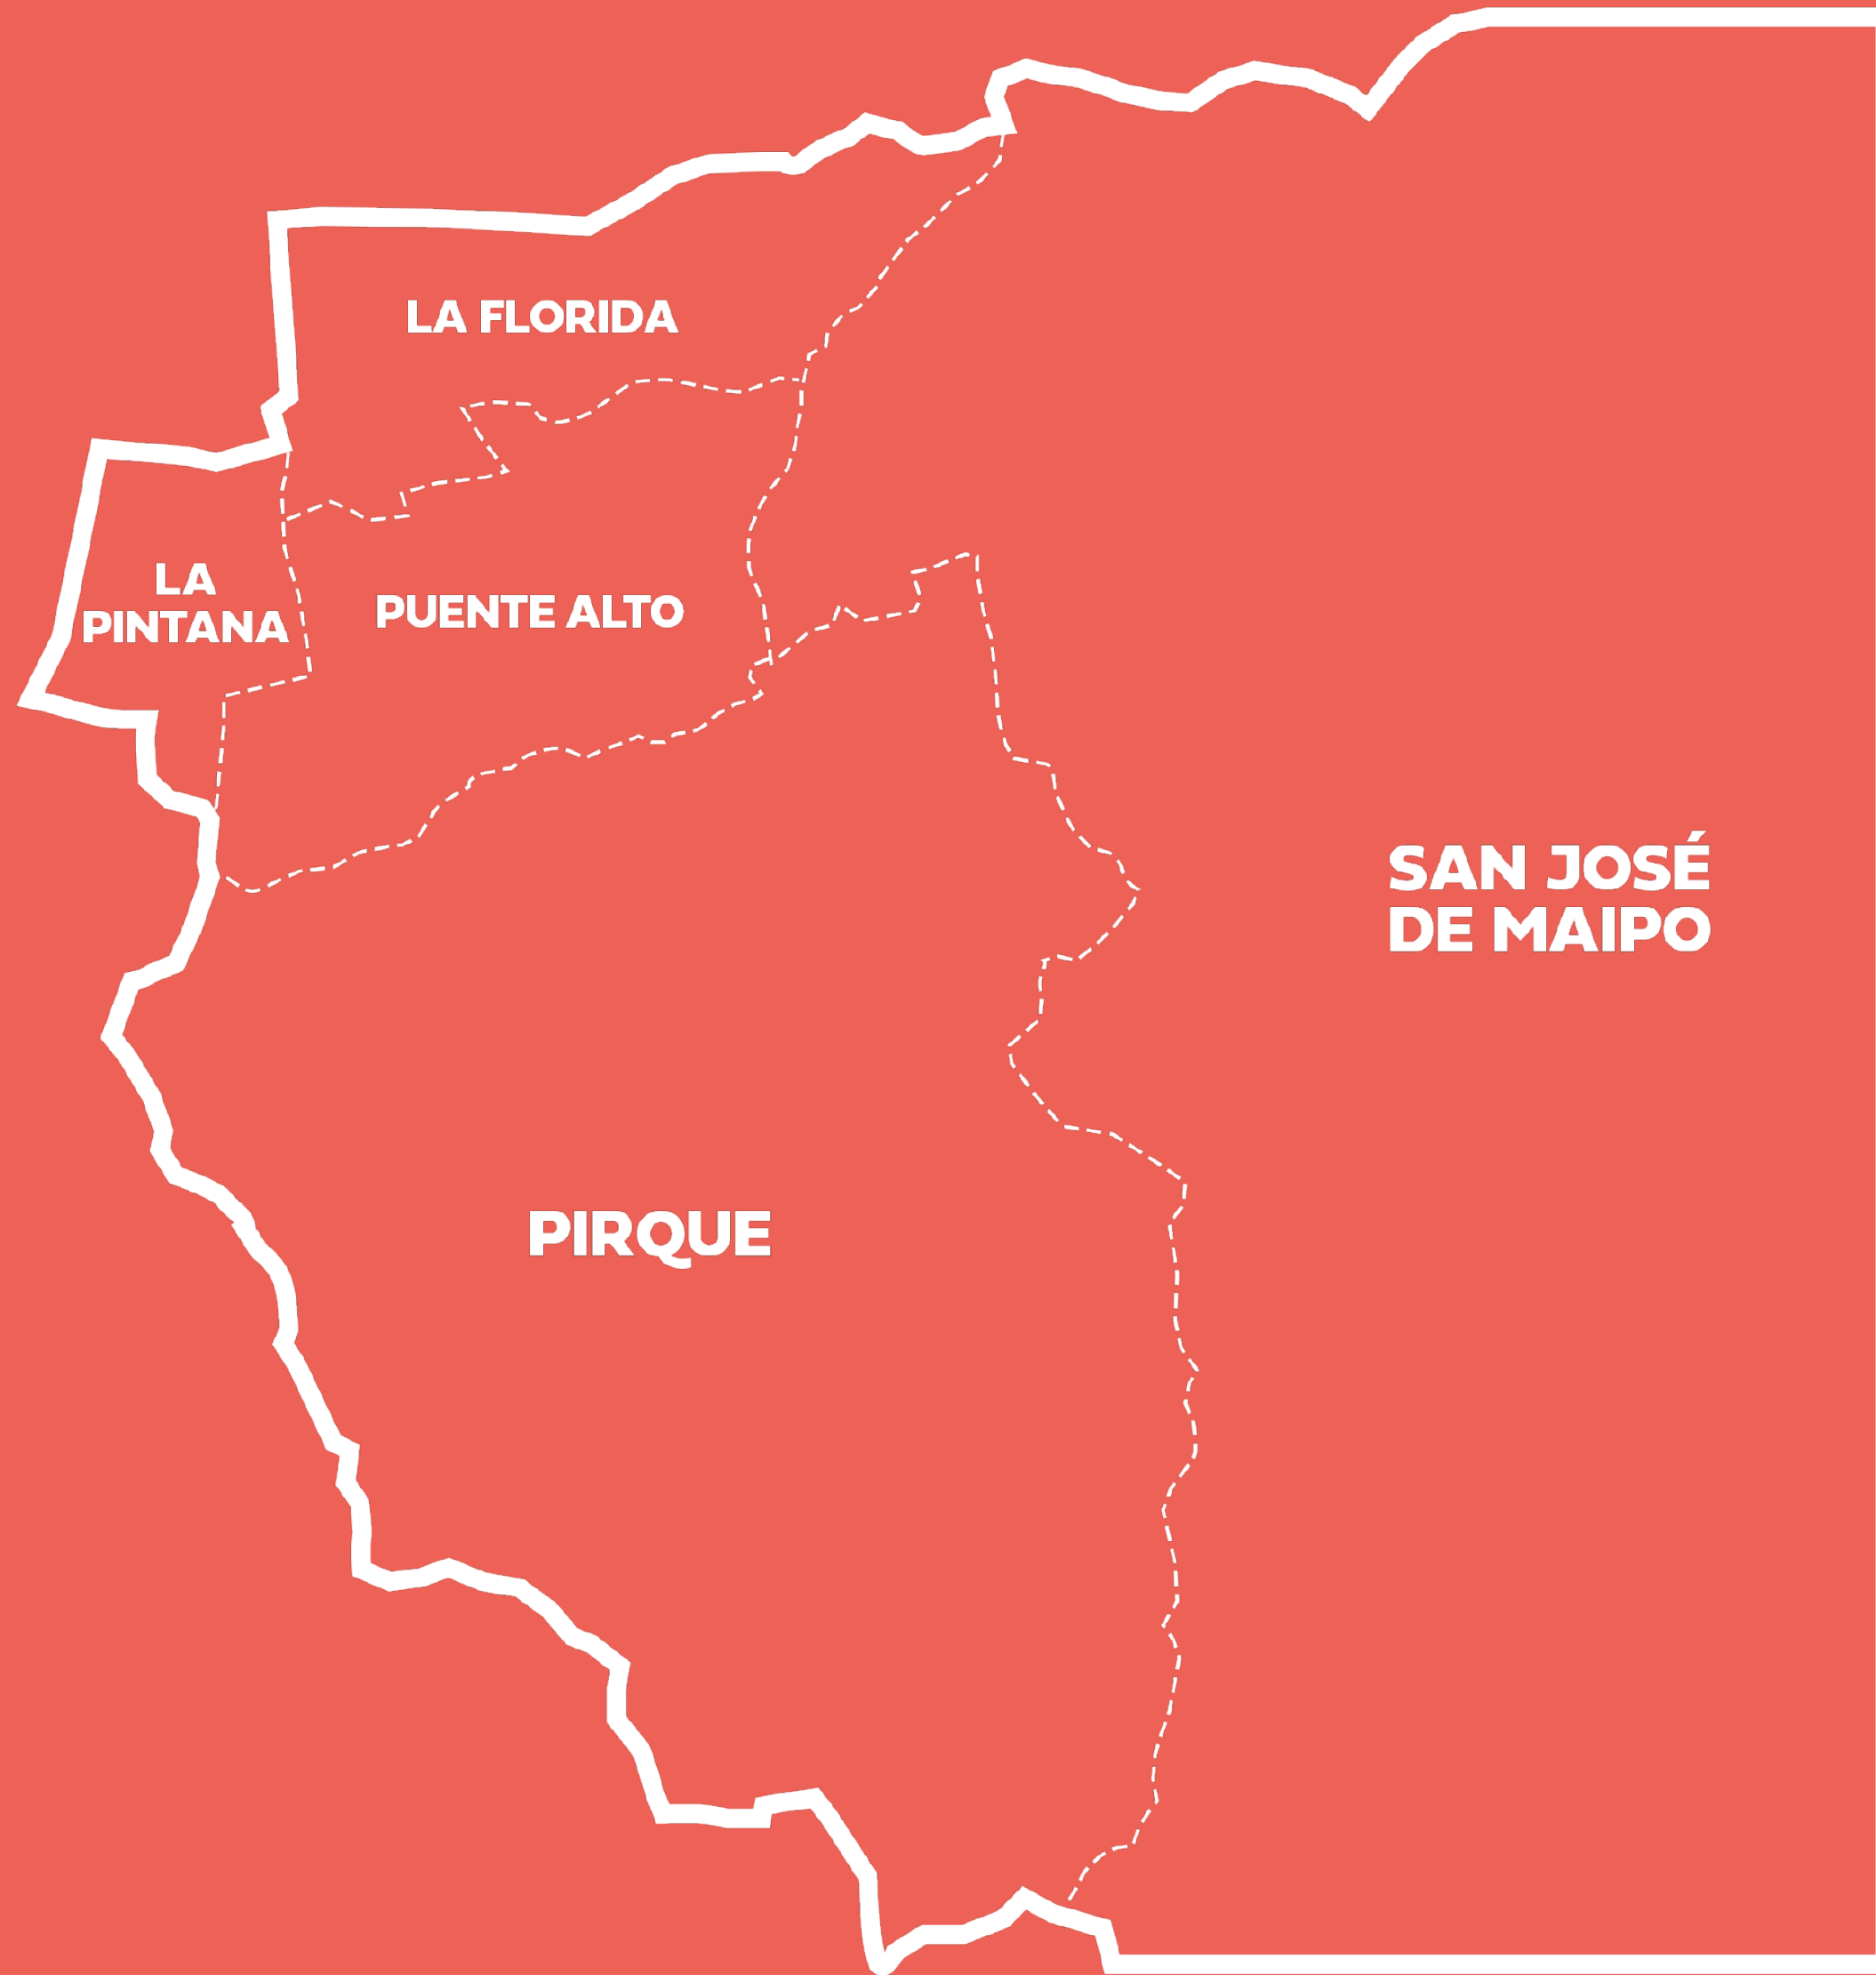 LA FLORIDA
LA
PINTANA
PUENTE ALTO
SAN JOSÉ
DE MAIPO
PIRQUE